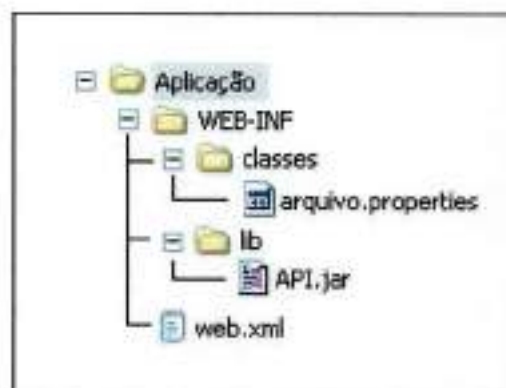 Aplicação
WEB-INF
classes
arquivo.properties
lib
API.jar
web.xml